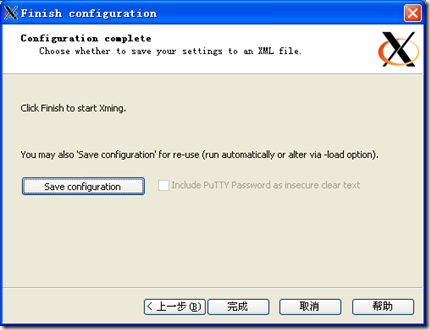 Finish configuration
Configuration complete
Choose whether to save your settings to an XML file.
Click Finish to start Xming.
You may also 'Save configuration' for re-use (run automatically or alter via -load option).
Save configuration
Include PuTTY Password as insecure clear text
< 上一步(B)
完成
取消
帮助